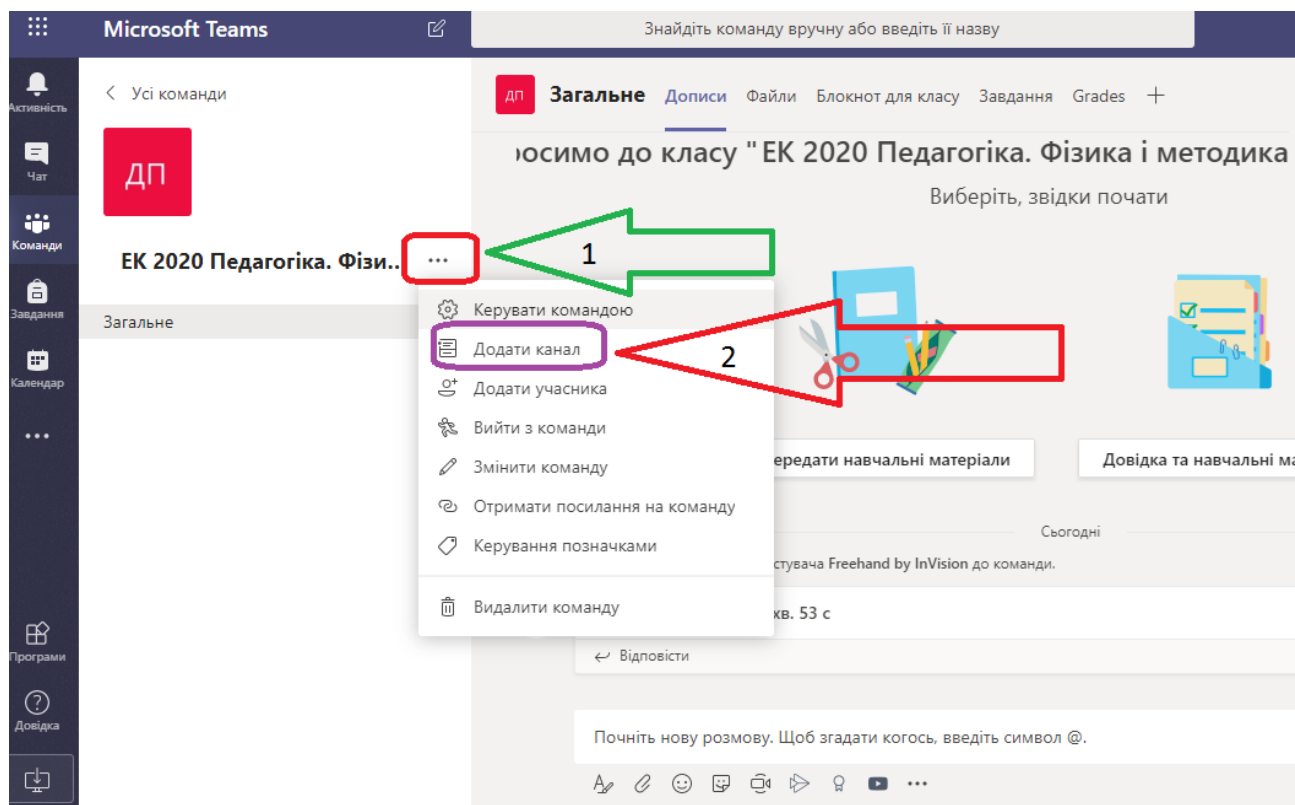 Microsoft Teams
Знайдіть команду вручну або введіть її назву
Активність
Чат
Команди
Завдання
Календар
Програми
Довідка
< Усі команди
ДП
ЕК 2020 Педагогіка. Фізи...
Загальне
ДП Загальне Дописи Файли Блокнот для класу Завдання Grades +
осимо до класу "ЕК 2020 Педагогіка. Фізика і методика
Виберіть, звідки почати
1
Керувати командою
Додати канал
2
Додати учасника
Вийти з команди
Змінити команду
Отримати посилання на команду
Керування позначками
Видалити команду
ередати навчальні матеріали
Довідка та навчальні ма
Сьогодні
стувача Freehand by InVision до команди.
хв. 53 с
Відповісти
Почніть нову розмову. Щоб згадати когось, введіть символ @.